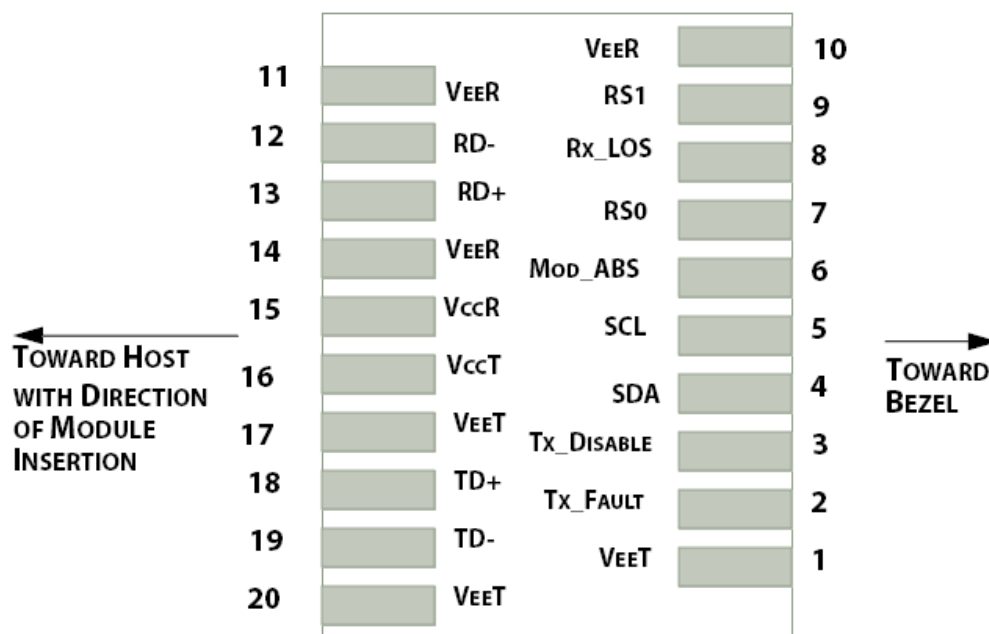 VEER
10
11
VEER
RS1
9
12
RD-
RX_LOS
8
13
RD+
RS0
7
14
VEER
MOD_ABS
6
15
VCCR
SCL
5
TOWARD HOST
WITH DIRECTION
OF MODULE
INSERTION
TOWARD
BEZEL
16
VCCT
SDA
4
17
VEET
TX_DISABLE
3
18
TD+
TX_FAULT
2
19
TD-
VEET
1
20
VEET